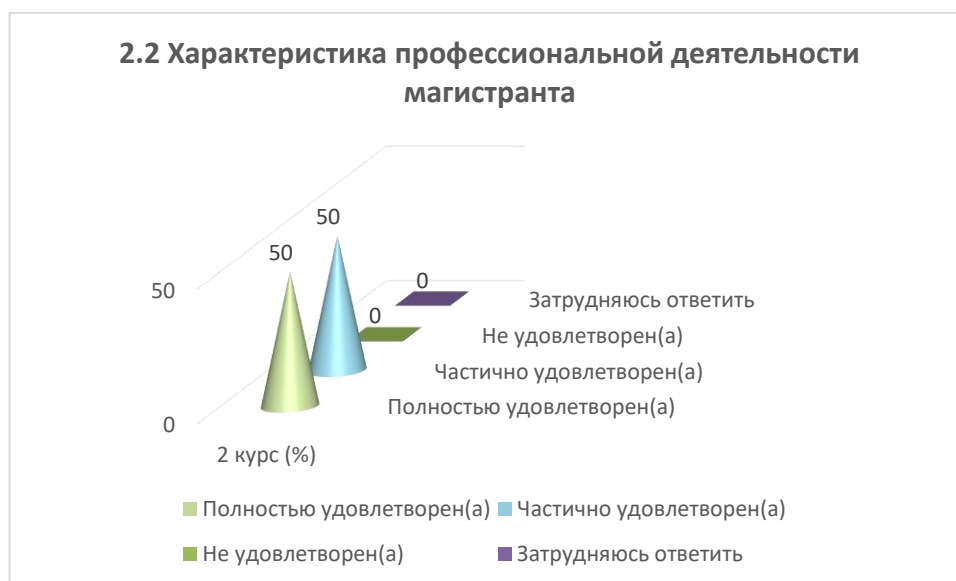 2.2 Характеристика профессиональной деятельности
магистранта
50
50
50
0
Затрудняюсь ответить
0
Не удовлетворен(а)
Частично удовлетворен(а)
Полностью удовлетворен(а)
0
2 курс (%)
Полностью удовлетворен(а) Частично удовлетворен(а)
Не удовлетворен(а) Затрудняюсь ответить